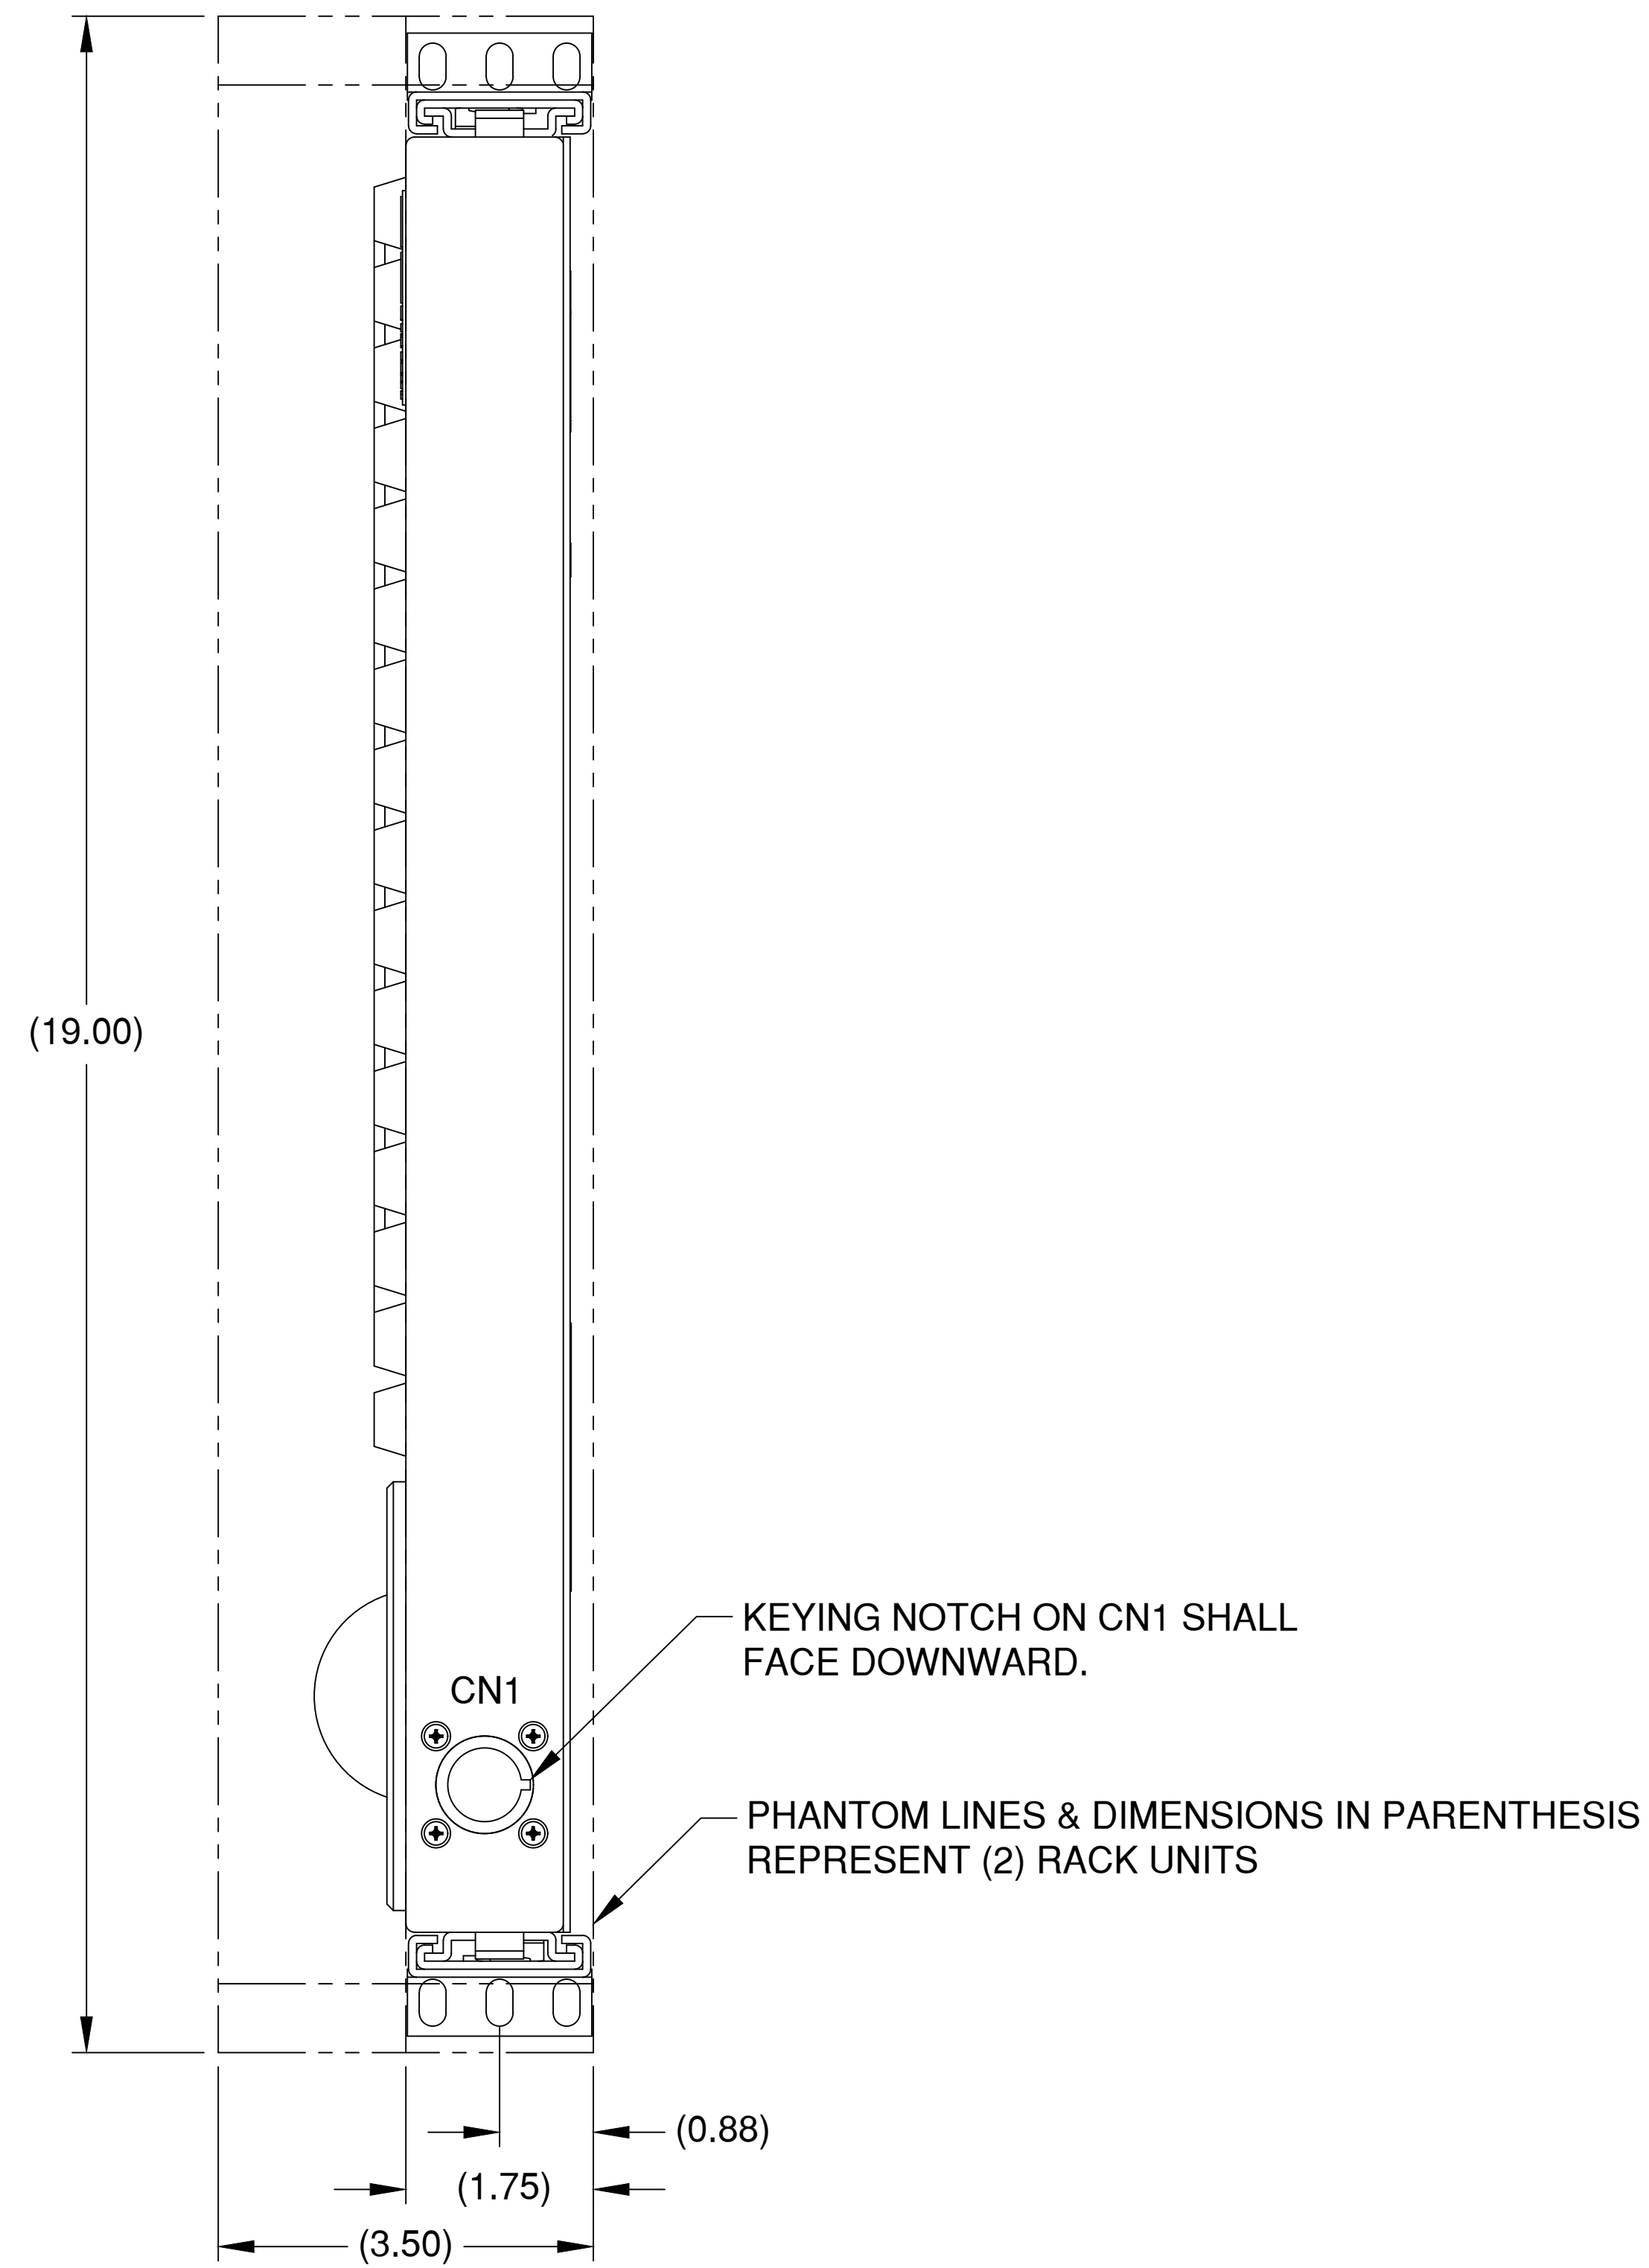 (19.00)
KEYING NOTCH ON CN1 SHALL
FACE DOWNWARD.
CN1
PHANTOM LINES & DIMENSIONS IN PARENTHESIS
REPRESENT (2) RACK UNITS
(0.88)
(1.75)
(3.50)